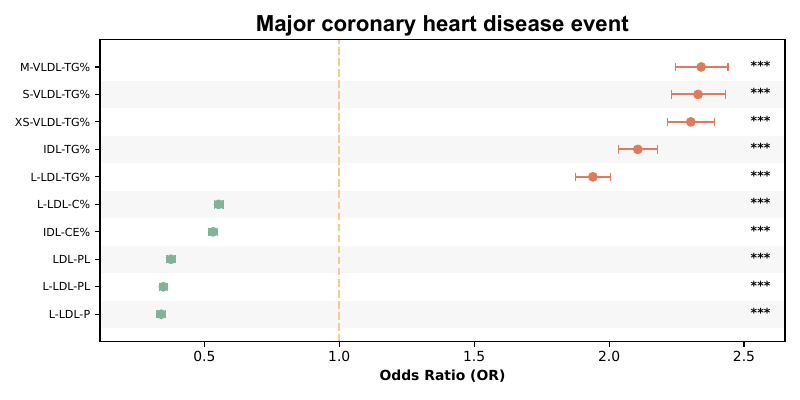 Major coronary heart disease event
M-VLDL-TG% ***
S-VLDL-TG% ***
XS-VLDL-TG% ***
IDL-TG% ***
L-LDL-TG% ***
L-LDL-C% ***
IDL-CE% ***
LDL-PL ***
L-LDL-PL ***
L-LDL-P ***
0.5 1.0 1.5 2.0 2.5
Odds Ratio (OR)